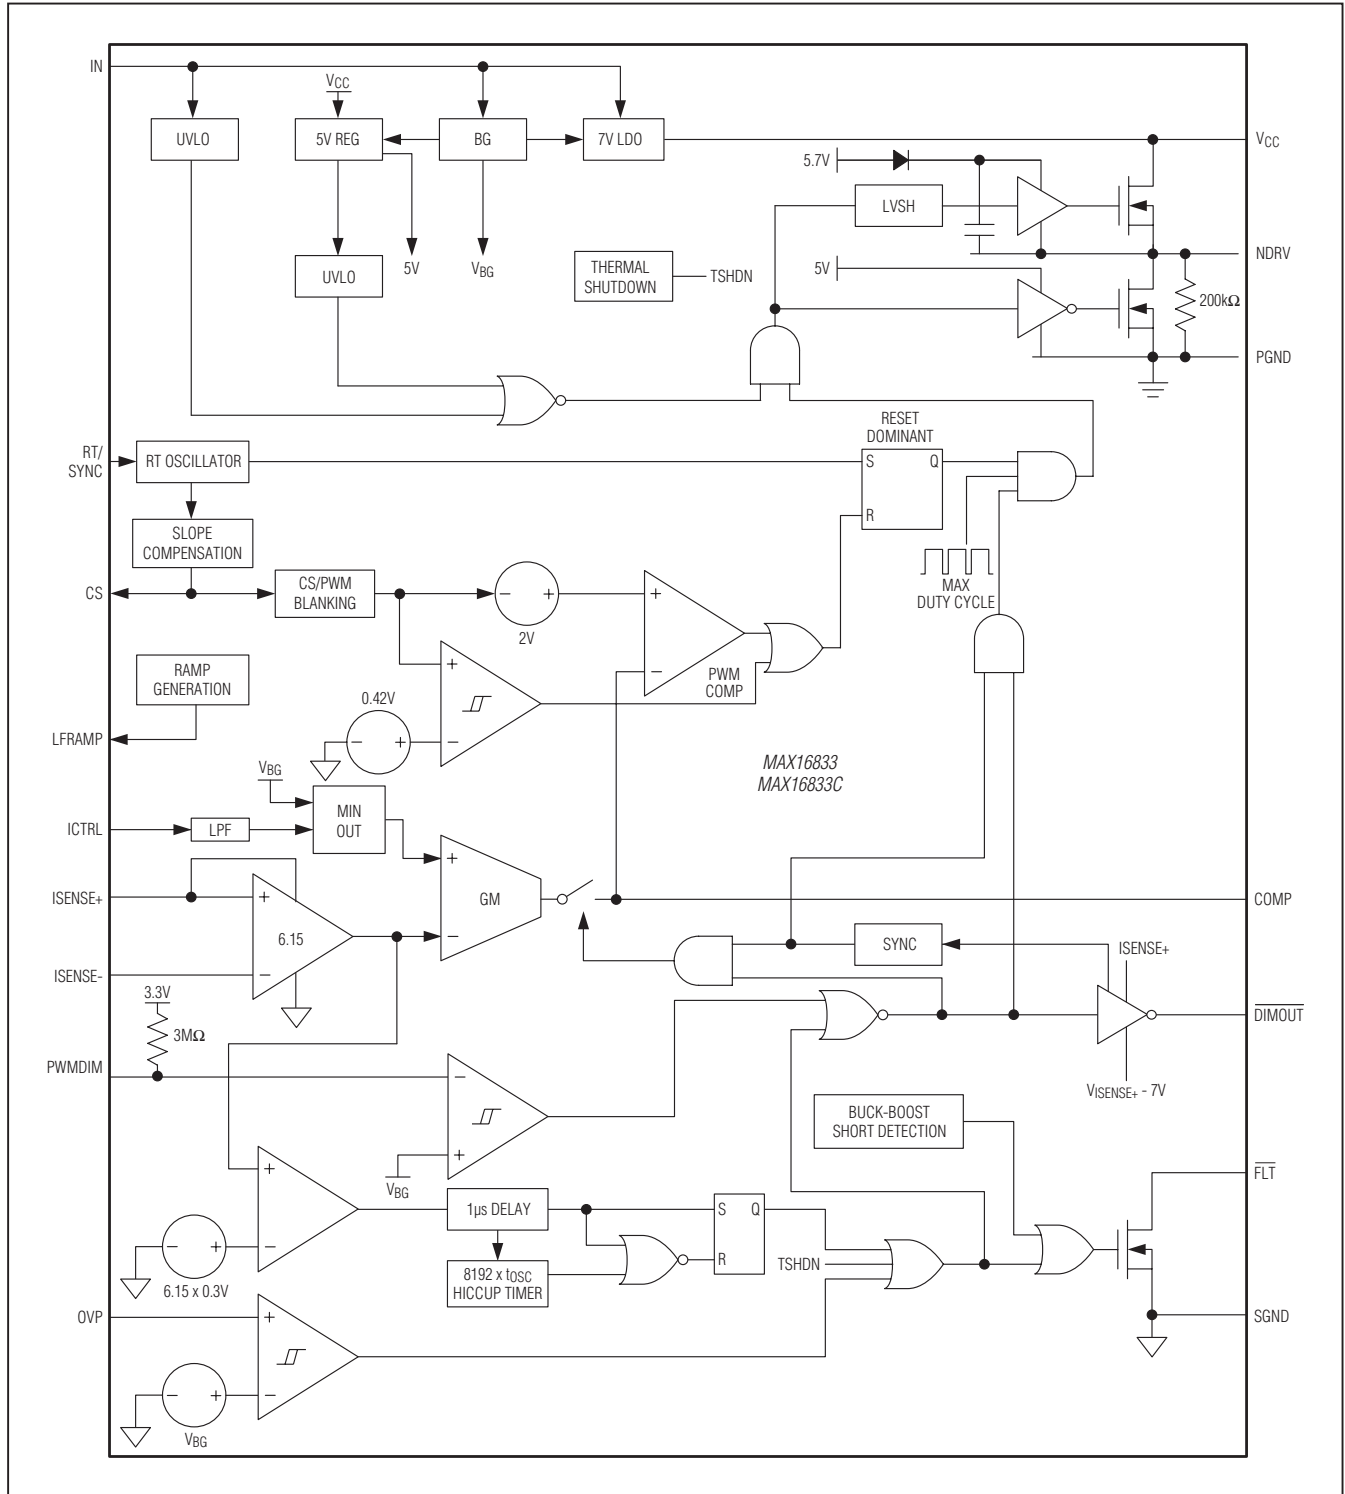 IN
VCC
UVLO
5V REG
BG
7V LDO
VCC
5.7V
LVSH
UVLO
5V
VBG
THERMAL
SHUTDOWN
TSHDN
5V
NDRV
200kΩ
PGND
RT/
SYNC
RT OSCILLATOR
RESET
DOMINANT
S
Q
R
SLOPE
COMPENSATION
CS
CS/PWM
BLANKING
-
+
2V
+
-
PWM
COMP
MAX
DUTY CYCLE
RAMP
GENERATION
LFRAMP
0.42V
-
+
+
-
MAX16833
MAX16833C
VBG
ICTRL
LPF
MIN
OUT
+
-
GM
ISENSE+
ISENSE-
+
-
6.15
COMP
SYNC
ISENSE+
DIMOUT
VISENSE+ - 7V
3.3V
3MΩ
PWMDIM
-
+
VBG
BUCK-BOOST
SHORT DETECTION
FLT
+
-
-
+
6.15 x 0.3V
1µs DELAY
8192 x tOSC
HICCUP TIMER
S
Q
R
TSHDN
SGND
OVP
+
-
-
+
VBG